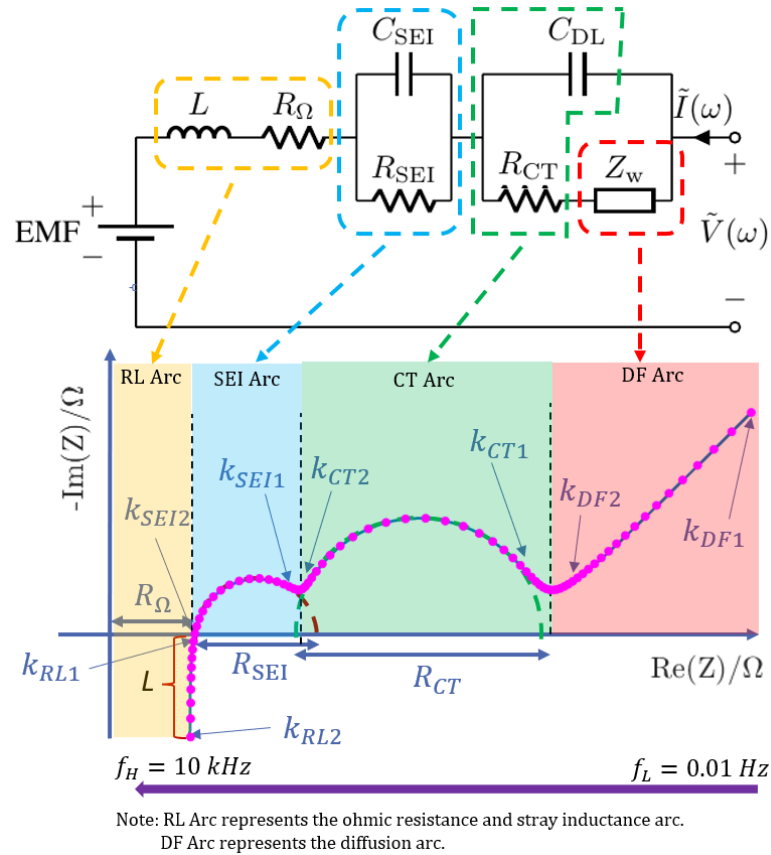 C_SEI
C_DL
L
R_Ω
Ĩ(ω)
R_SEI
R_CT
Z_w
+
+
EMF
−
Ṽ(ω)
−
RL Arc
SEI Arc
CT Arc
DF Arc
-Im(Z)/Ω
k_CT1
k_SEI1
k_CT2
k_DF2
k_SEI2
k_DF1
R_Ω
k_RL1
L
R_SEI
R_CT
Re(Z)/Ω
k_RL2
f_H = 10 kHz
f_L = 0.01 Hz
Note: RL Arc represents the ohmic resistance and stray inductance arc.
DF Arc represents the diffusion arc.